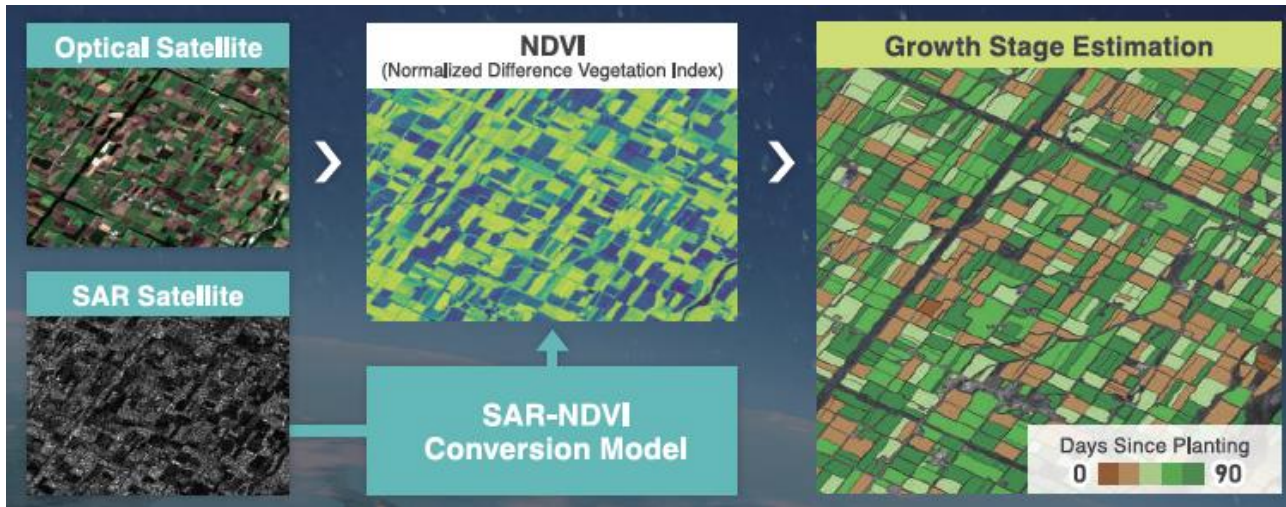 Optical Satellite
NDVI
(Normalized Difference Vegetation Index)
Growth Stage Estimation
SAR Satellite
SAR-NDVI
Conversion Model
Days Since Planting
0 90